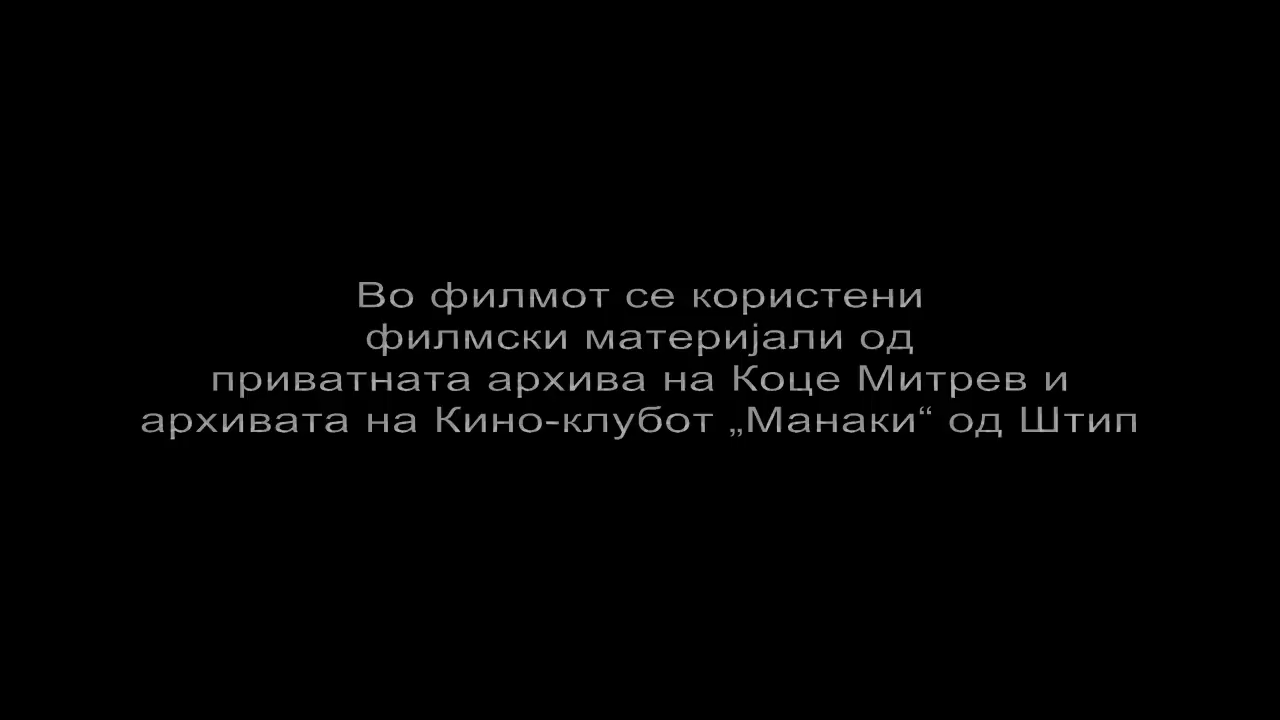 Во филмот се користени
филмски материјали од
приватната архива на Коце Митрев и
архивата на Кино-клубот „Манаки“ од Штип